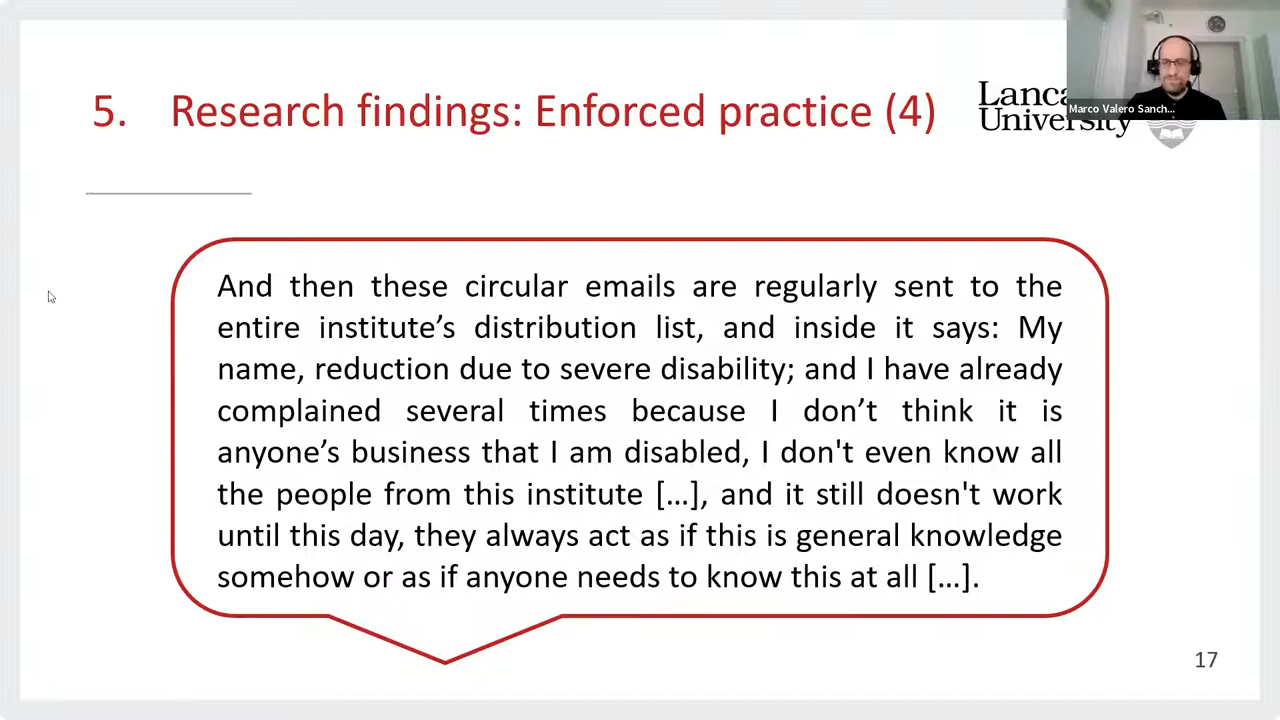 5. Research findings: Enforced practice (4)
Lanca
University
Marco Valero Sanch...
And then these circular emails are regularly sent to the
entire institute’s distribution list, and inside it says: My
name, reduction due to severe disability; and I have already
complained several times because I don’t think it is
anyone’s business that I am disabled, I don't even know all
the people from this institute […], and it still doesn't work
until this day, they always act as if this is general knowledge
somehow or as if anyone needs to know this at all […].
17